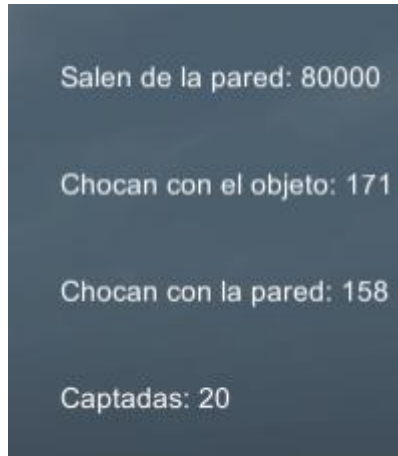 Salen de la pared: 80000
Chocan con el objeto: 171
Chocan con la pared: 158
Captadas: 20